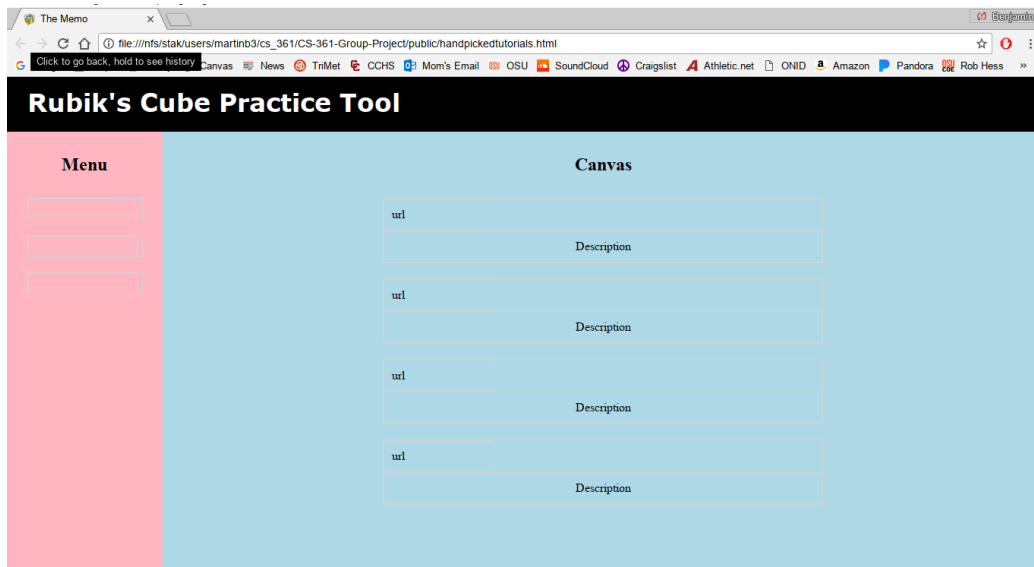 The Memo
Benjamin
file:///nfs/stak/users/martinb3/cs_361/CS-361-Group-Project/public/handpickedtutorials.html
Click to go back, hold to see history
Canvas News TriMet CCHS Mom's Email OSU SoundCloud Craigslist Athletic.net ONID Amazon Pandora Rob Hess »
Rubik's Cube Practice Tool
Menu
Canvas
url
Description
url
Description
url
Description
url
Description